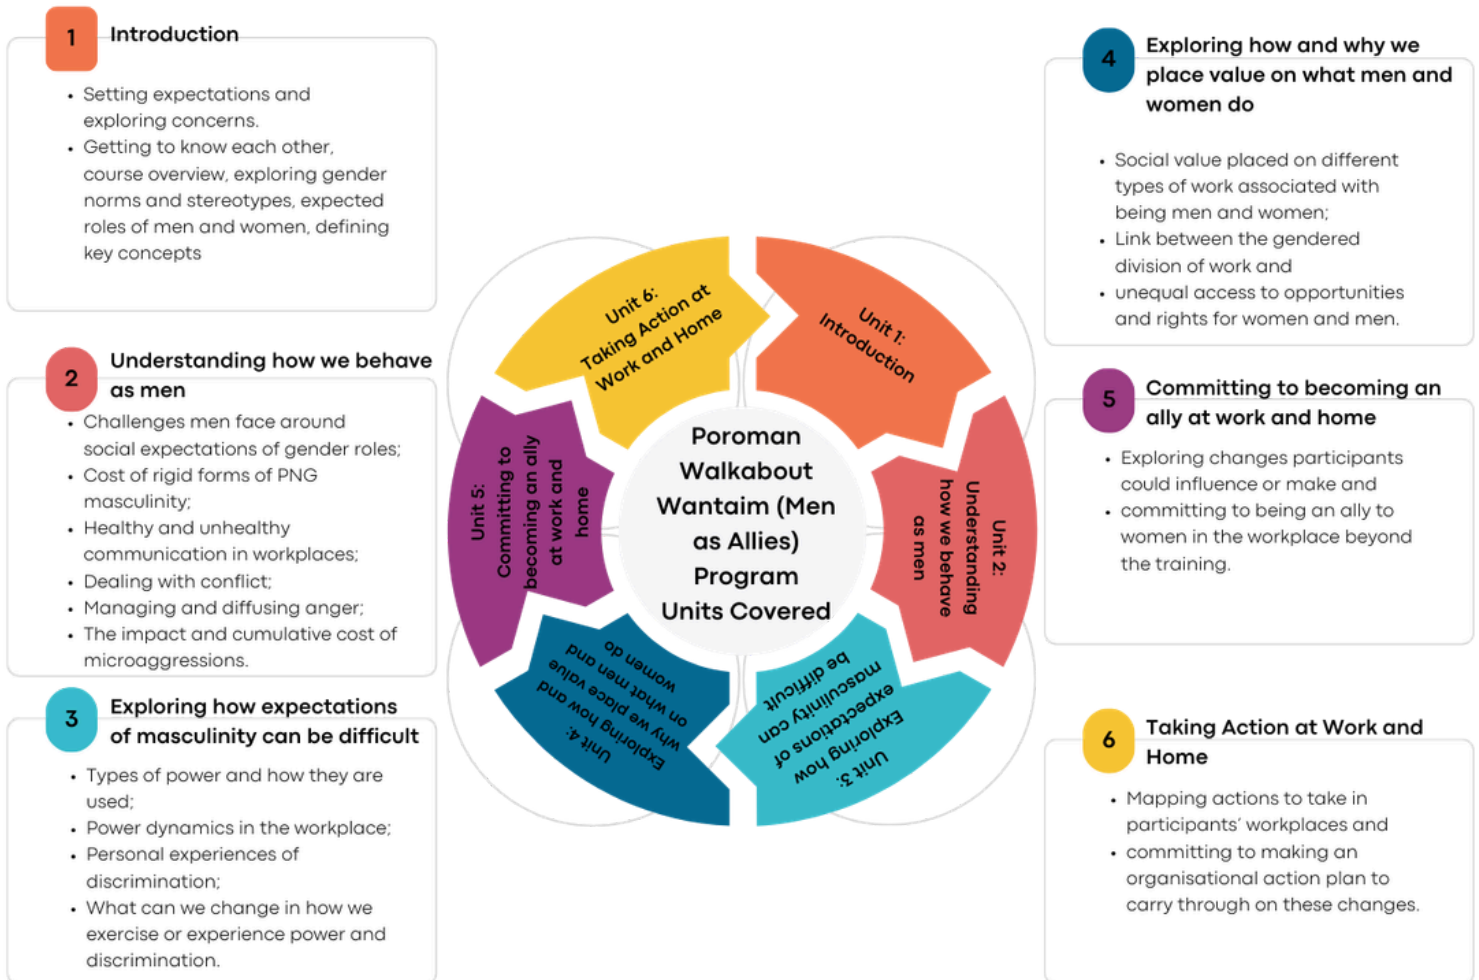 1
Introduction
• Setting expectations and
exploring concerns.
• Getting to know each other,
course overview, exploring gender
norms and stereotypes, expected
roles of men and women, defining
key concepts
2
Understanding how we behave
as men
• Challenges men face around
social expectations of gender roles;
• Cost of rigid forms of PNG
masculinity;
• Healthy and unhealthy
communication in workplaces;
• Dealing with conflict;
• Managing and diffusing anger;
• The impact and cumulative cost of
microaggressions.
3
Exploring how expectations
of masculinity can be difficult
• Types of power and how they are
used;
• Power dynamics in the workplace;
• Personal experiences of
discrimination;
• What can we change in how we
exercise or experience power and
discrimination.
Poroman
Walkabout
Wantaim (Men
as Allies)
Program
Units Covered
Unit 1:
Introduction
Unit 2:
Understanding
how we behave
as men
Unit 3:
Exploring how
expectations of
masculinity can
be difficult
Unit 4:
Exploring how and
why we place value
on what men and
women do
Unit 5:
Committing to
becoming an ally
at work and
home
Unit 6:
Taking Action at
Work and Home
4
Exploring how and why we
place value on what men and
women do
• Social value placed on different
types of work associated with
being men and women;
• Link between the gendered
division of work and
• unequal access to opportunities
and rights for women and men.
5
Committing to becoming an
ally at work and home
• Exploring changes participants
could influence or make and
• committing to being an ally to
women in the workplace beyond
the training.
6
Taking Action at Work and
Home
• Mapping actions to take in
participants' workplaces and
• committing to making an
organisational action plan to
carry through on these changes.